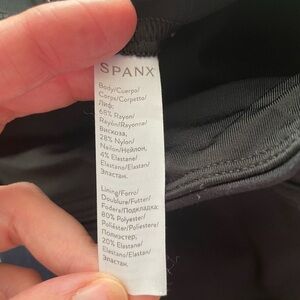 SPANX
Body/Cuerpo/
Corps/Corpetto/
Лиф:
68% Rayon/
Rayón/Rayonne/
Вискоза,
28% Nylon/
Nailon/Нейлон,
4% Elastane/
Elastano/Elastan/
Эластан.
Lining/Forro/
Doublure/Futter/
Fodera/Подкладка:
80% Polyester/
Poliéster/Poliestere/
Полиэстер,
20% Elastane/
Elastano/Elastan/
Эластан.